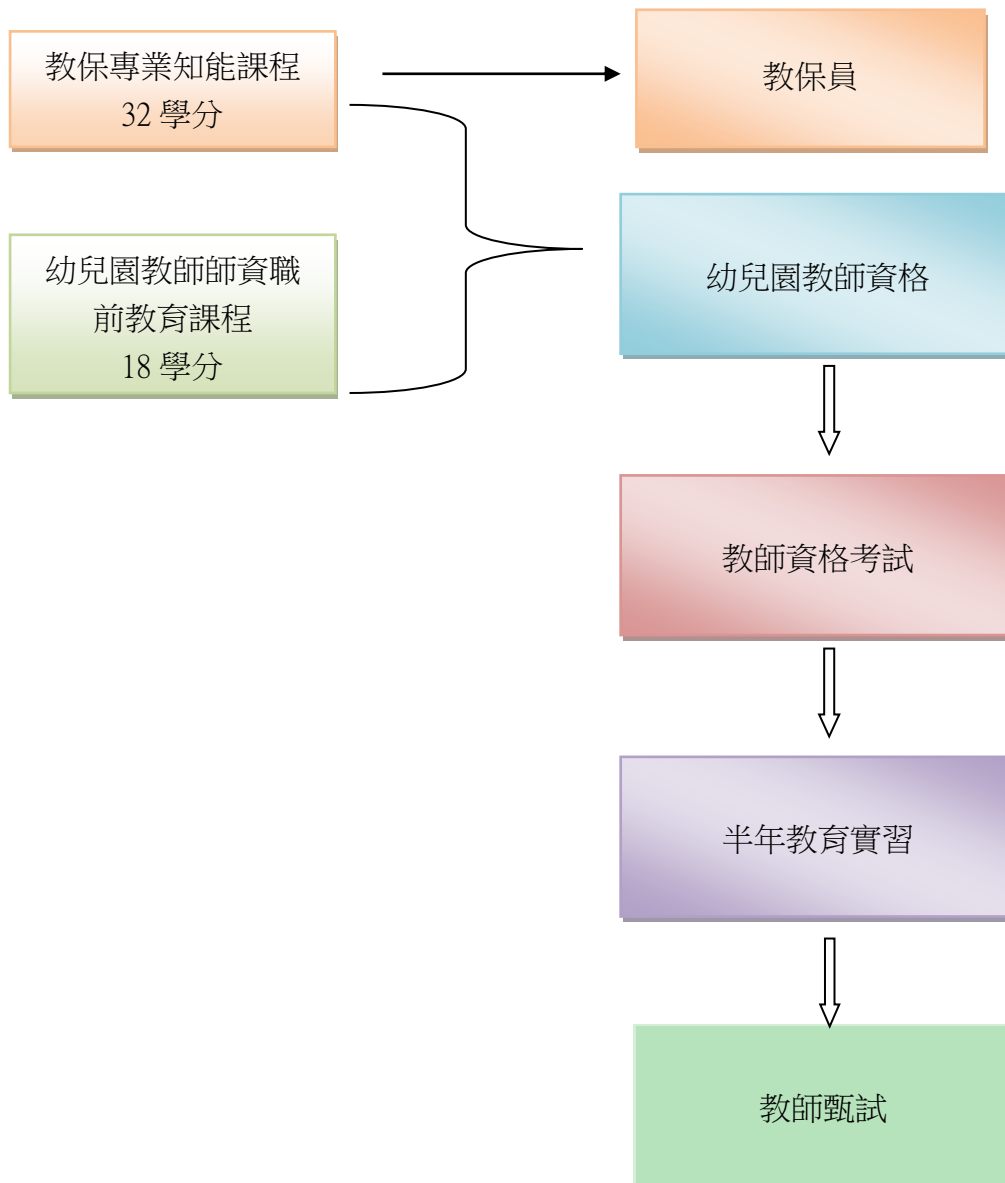 教保專業知能課程
32 學分
教保員
幼兒園教師師資職
前教育課程
18 學分
幼兒園教師資格
教師資格考試
半年教育實習
教師甄試